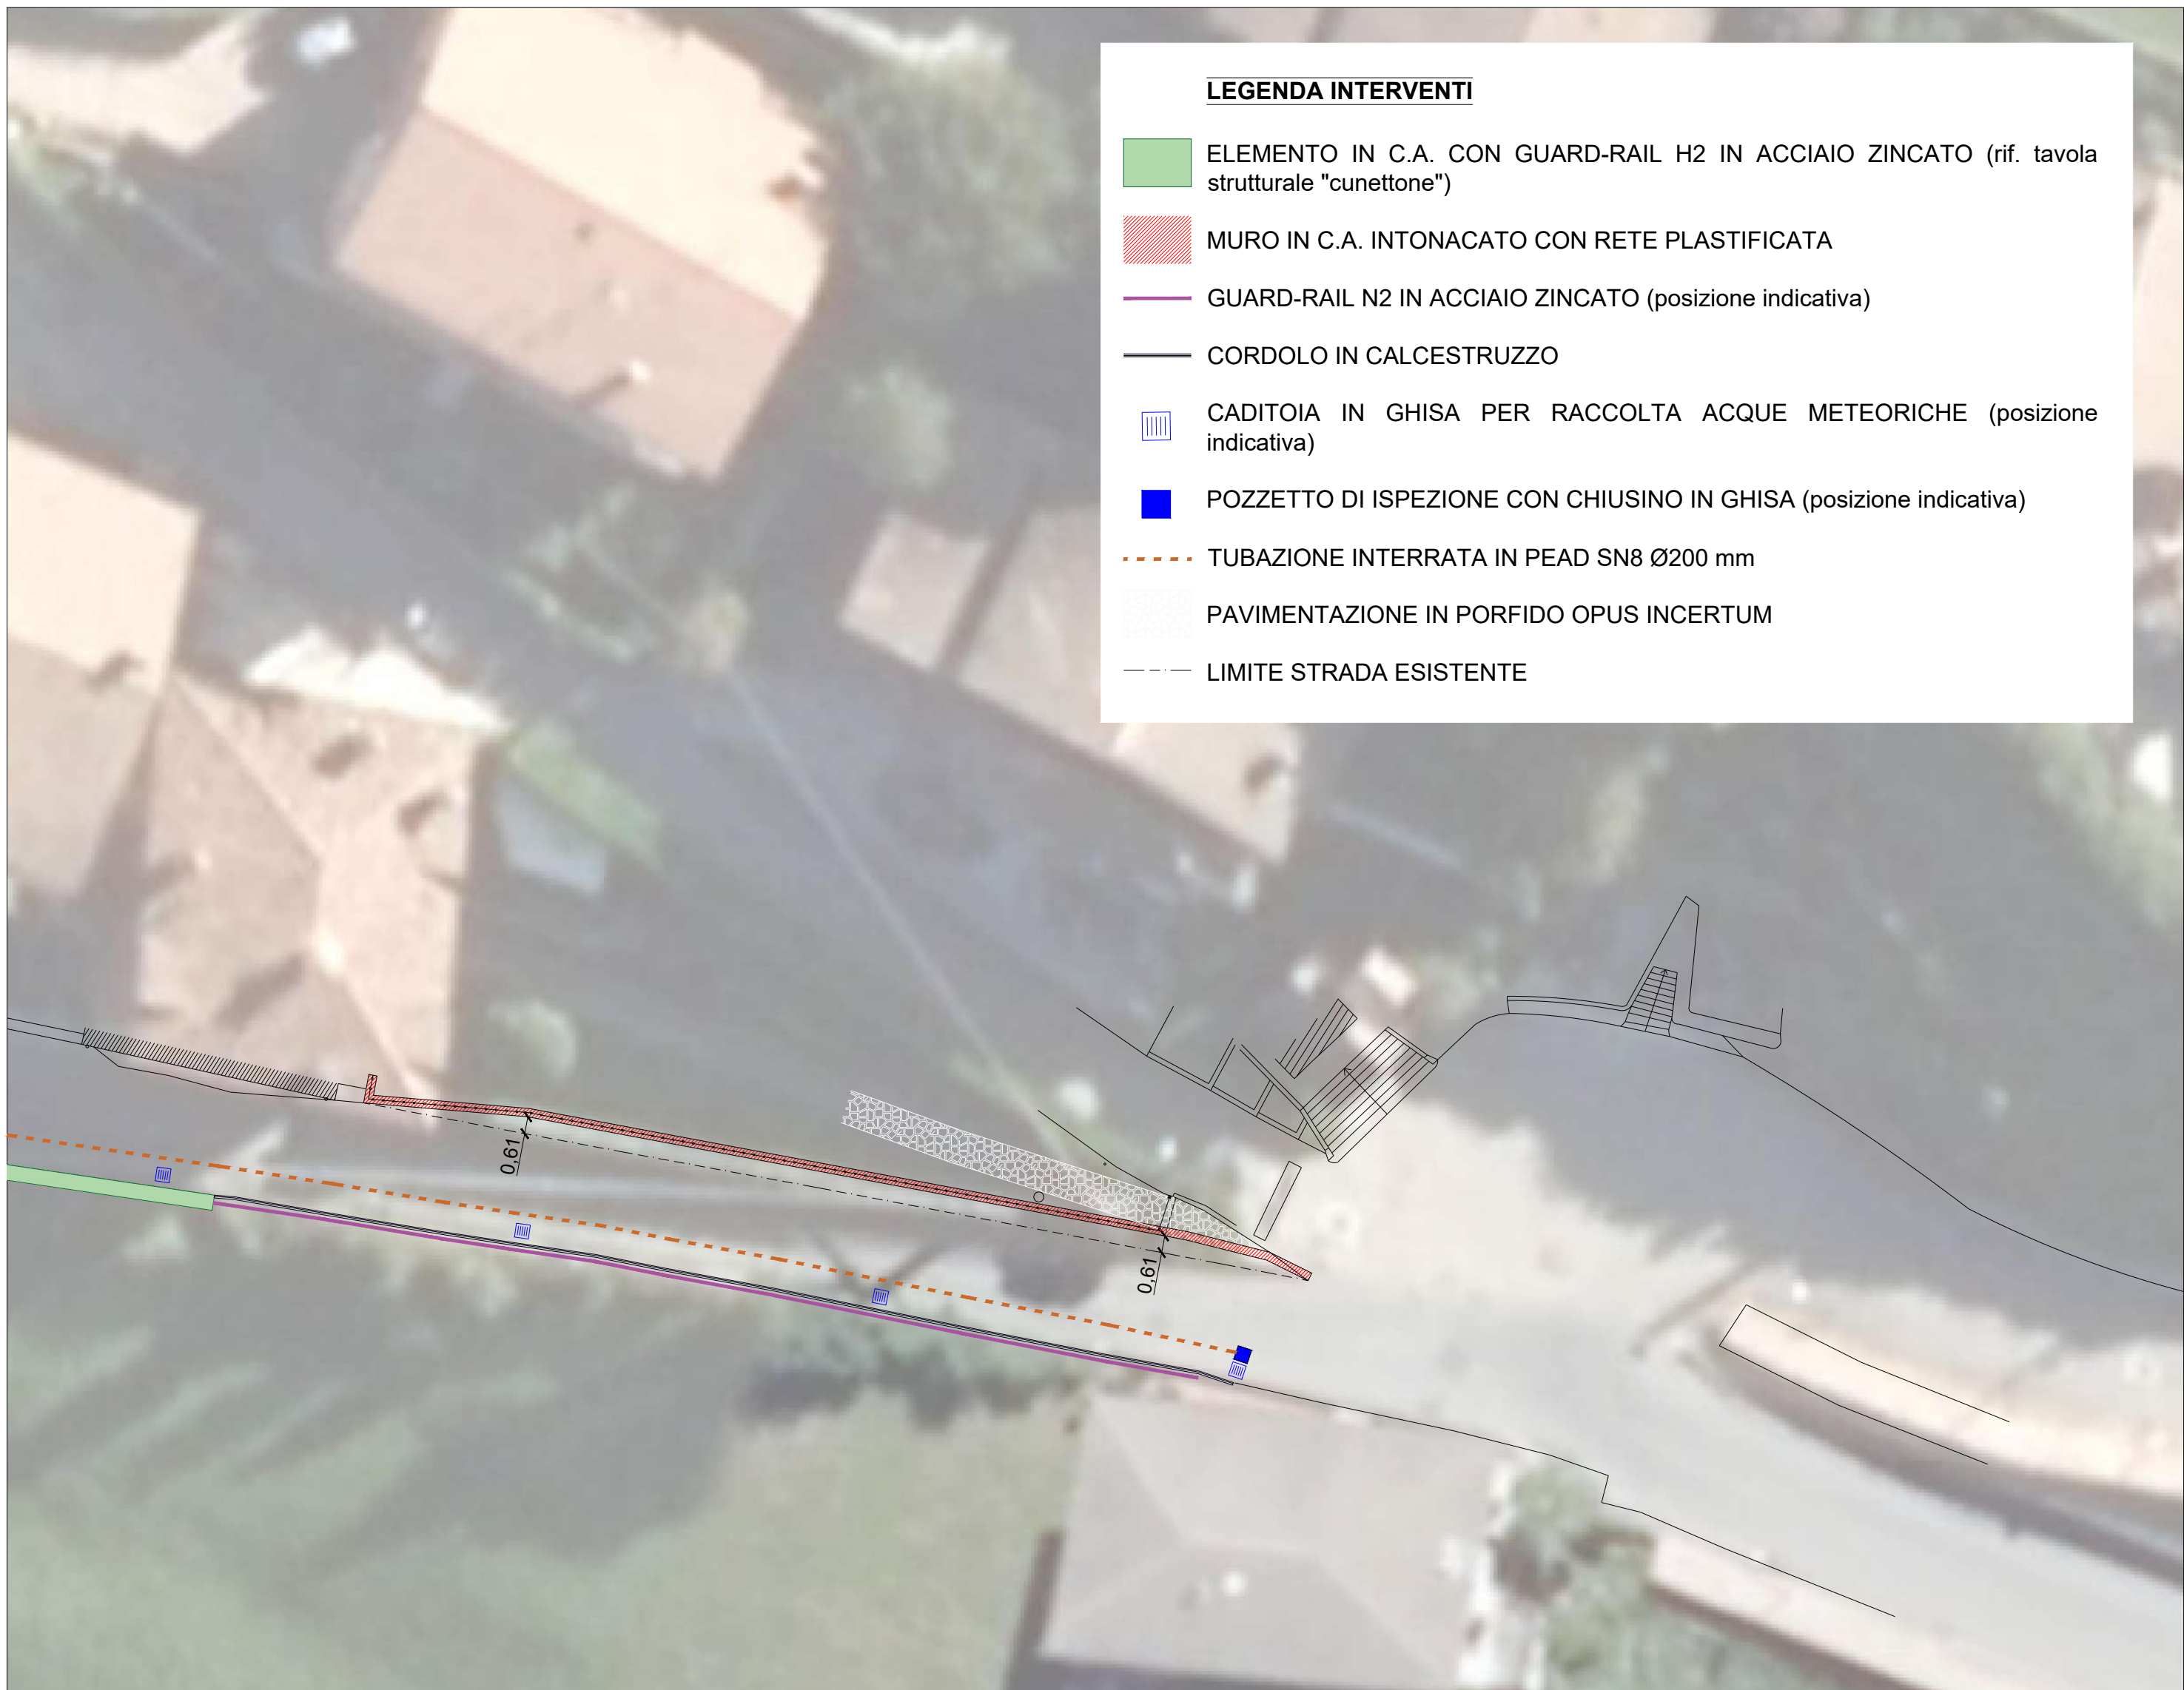 LEGENDA INTERVENTI
ELEMENTO IN C.A. CON GUARD-RAIL H2 IN ACCIAIO ZINCATO (rif. tavola
strutturale "cunettone")
MURO IN C.A. INTONACATO CON RETE PLASTIFICATA
GUARD-RAIL N2 IN ACCIAIO ZINCATO (posizione indicativa)
CORDOLO IN CALCESTRUZZO
CADITOIA IN GHISA PER RACCOLTA ACQUE METEORICHE (posizione
indicativa)
POZZETTO DI ISPEZIONE CON CHIUSINO IN GHISA (posizione indicativa)
TUBAZIONE INTERRATA IN PEAD SN8 Ø200 mm
PAVIMENTAZIONE IN PORFIDO OPUS INCERTUM
LIMITE STRADA ESISTENTE
0,61
0,61